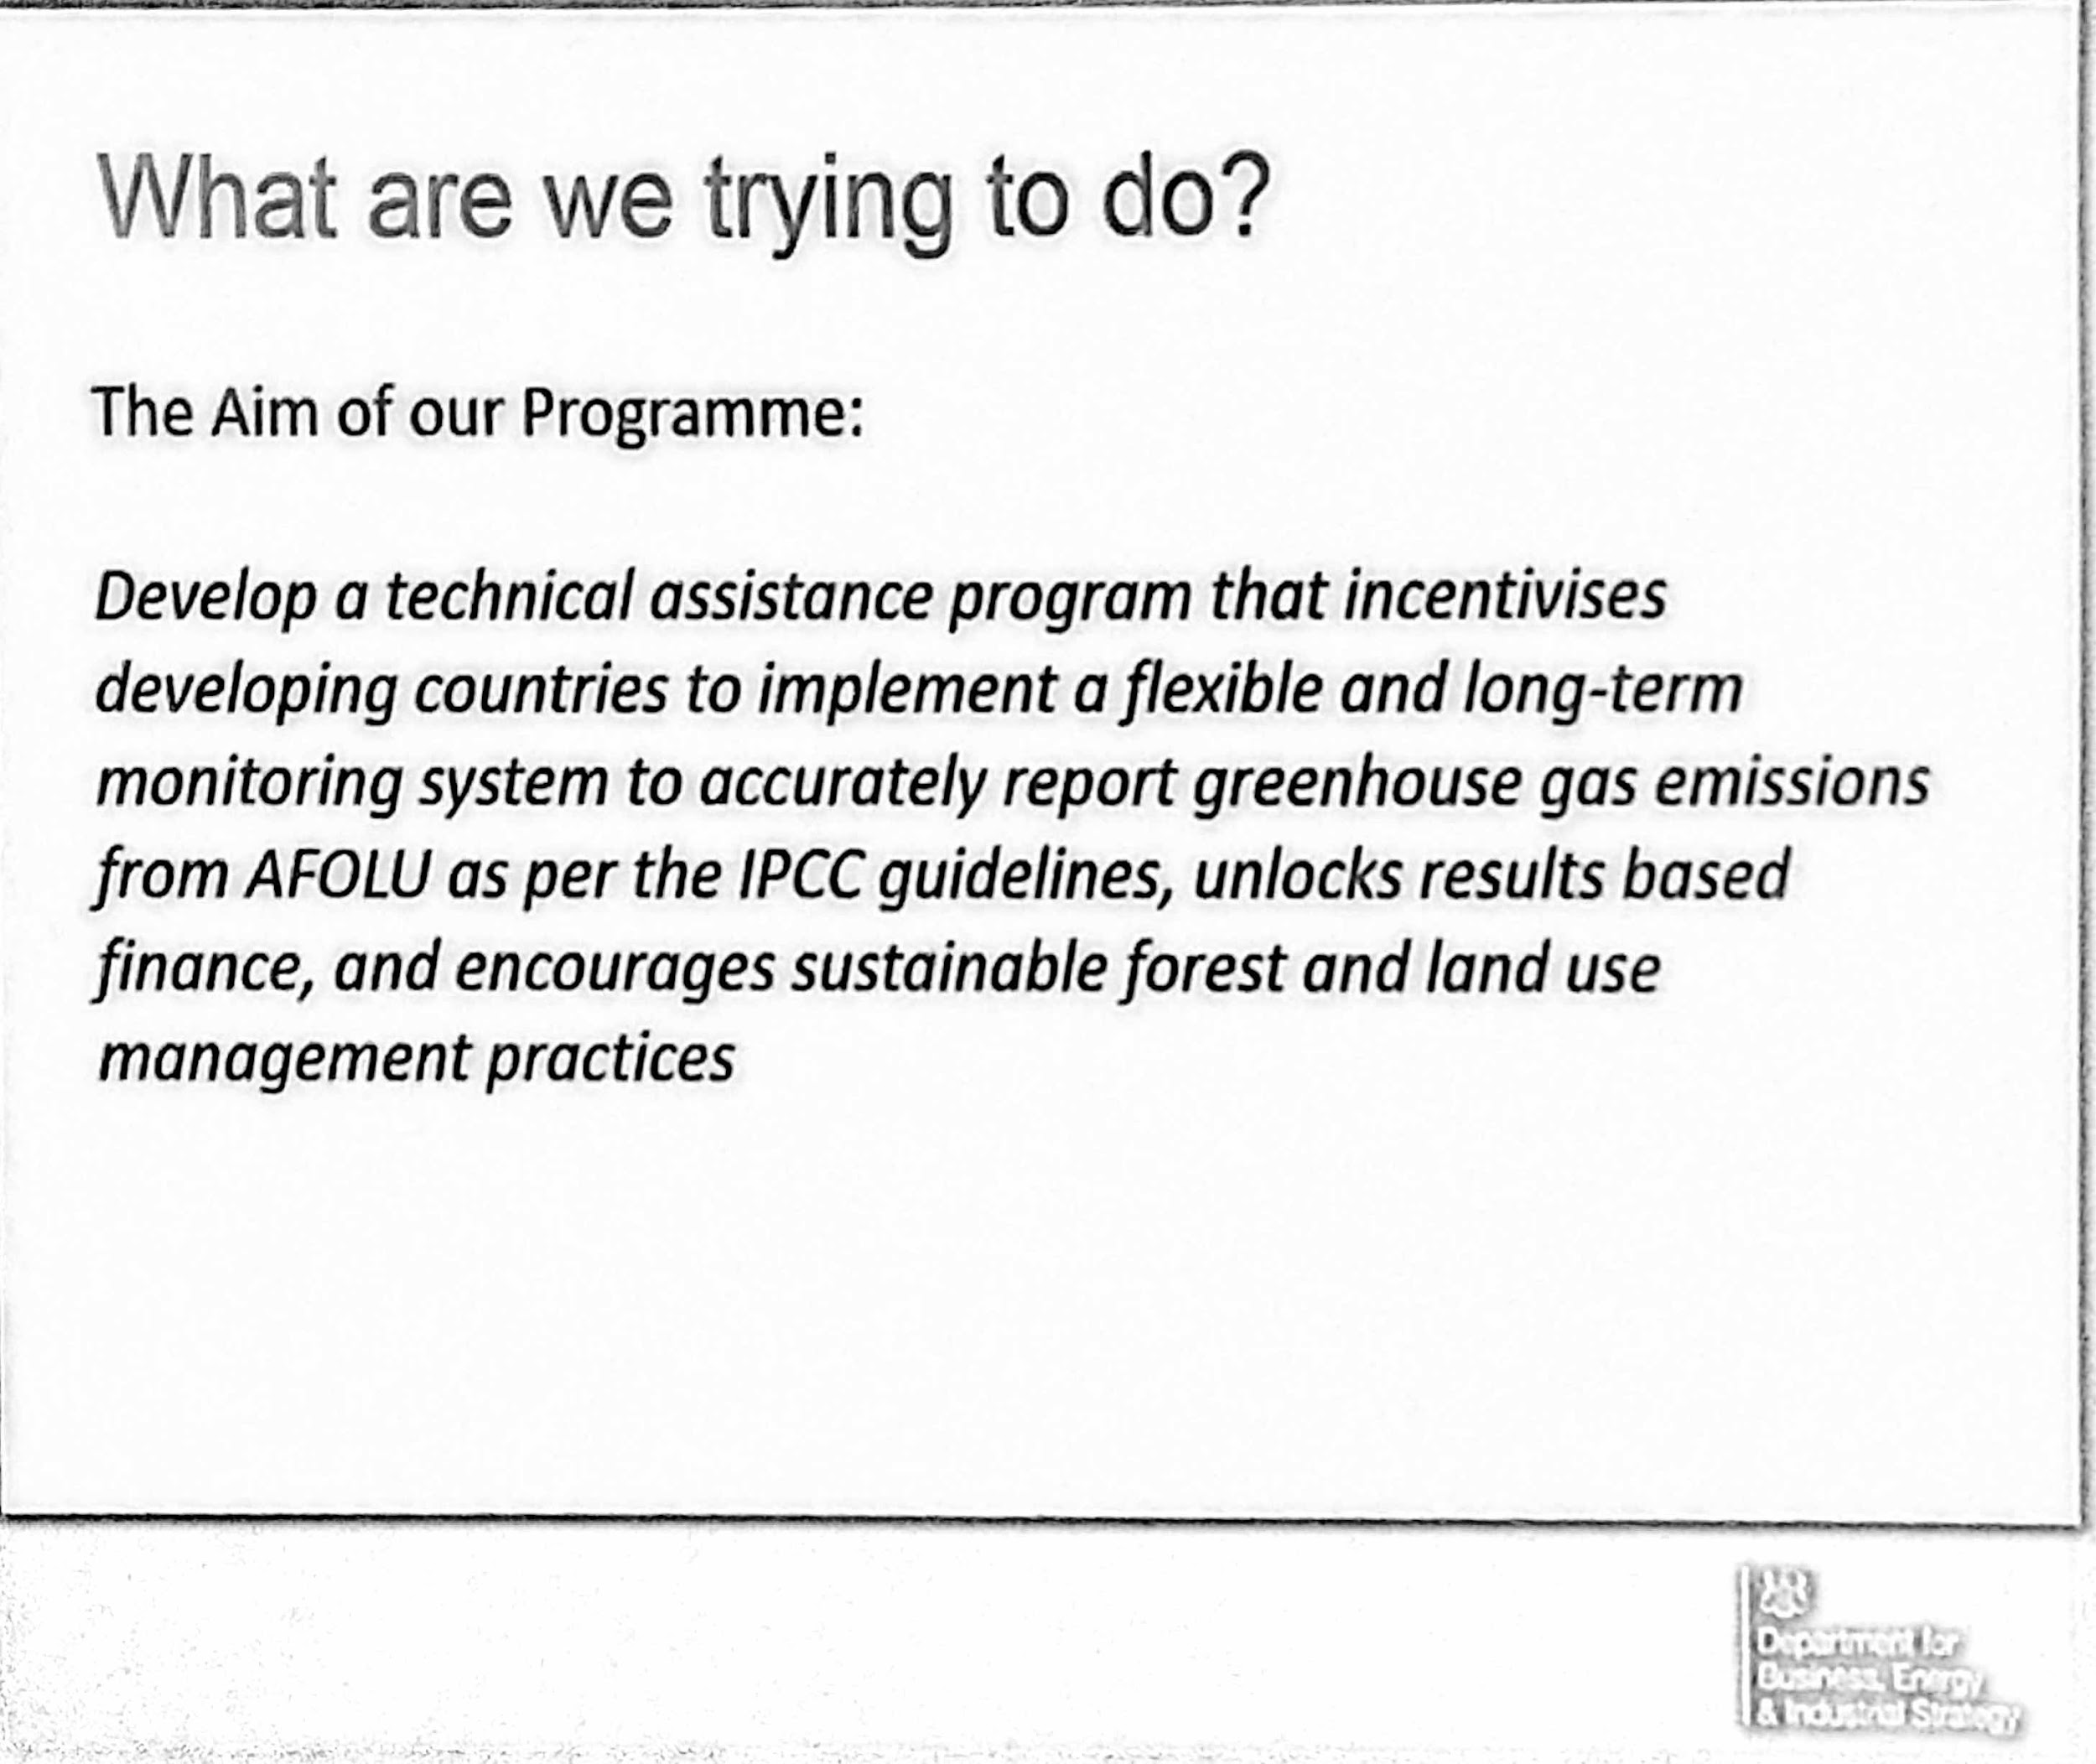 What are we trying to do?
The Aim of our Programme:
Develop a technical assistance program that incentivises
developing countries to implement a flexible and long-term
monitoring system to accurately report greenhouse gas emissions
from AFOLU as per the IPCC guidelines, unlocks results based
finance, and encourages sustainable forest and land use
management practices
Department for
Business, Energy
& Industrial Strategy